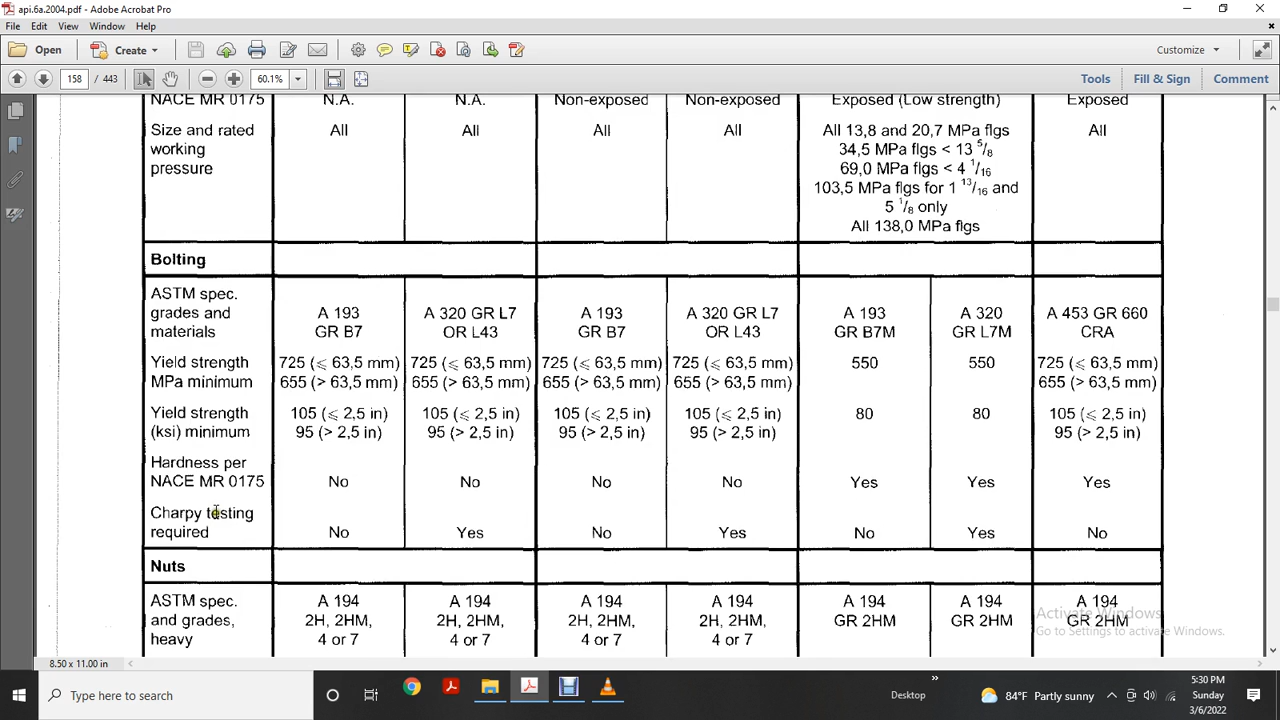 api.6a.2004.pdf - Adobe Acrobat Pro
File Edit View Window Help
Open Create Customize
158 / 443 60.1% Tools Fill & Sign Comment
NACE MR 0175 N.A. N.A. Non-exposed Non-exposed Exposed (Low strength) Exposed
Size and rated working pressure All All All All All 13,8 and 20,7 MPa flgs All
34,5 MPa flgs < 13 5/8
69,0 MPa flgs < 4 1/16
103,5 MPa flgs for 1 13/16 and
5 1/8 only
All 138,0 MPa flgs
Bolting
ASTM spec.
grades and A 193 A 320 GR L7 A 193 A 320 GR L7 A 193 A 320 A 453 GR 660
materials GR B7 OR L43 GR B7 OR L43 GR B7M GR L7M CRA
Yield strength 725 (⩽ 63,5 mm) 725 (⩽ 63,5 mm) 725 (⩽ 63,5 mm) 725 (⩽ 63,5 mm) 550 550 725 (⩽ 63,5 mm)
MPa minimum 655 (> 63,5 mm) 655 (> 63,5 mm) 655 (> 63,5 mm) 655 (> 63,5 mm) 655 (> 63,5 mm)
Yield strength 105 (⩽ 2,5 in) 105 (⩽ 2,5 in) 105 (⩽ 2,5 in) 105 (⩽ 2,5 in) 80 80 105 (⩽ 2,5 in)
(ksi) minimum 95 (> 2,5 in) 95 (> 2,5 in) 95 (> 2,5 in) 95 (> 2,5 in) 95 (> 2,5 in)
Hardness per
NACE MR 0175 No No No No Yes Yes Yes
Charpy testing
required No Yes No Yes No Yes No
Nuts
ASTM spec. A 194 A 194 A 194 A 194 A 194 A 194 A 194
and grades, 2H, 2HM, 2H, 2HM, 2H, 2HM, 2H, 2HM, GR 2HM GR 2HM GR 2HM
heavy 4 or 7 4 or 7 4 or 7 4 or 7
Activate Windows
Go to Settings to activate Windows.
8.50 x 11.00 in
Type here to search
Desktop
84°F Partly sunny
5:30 PM
Sunday
3/6/2022